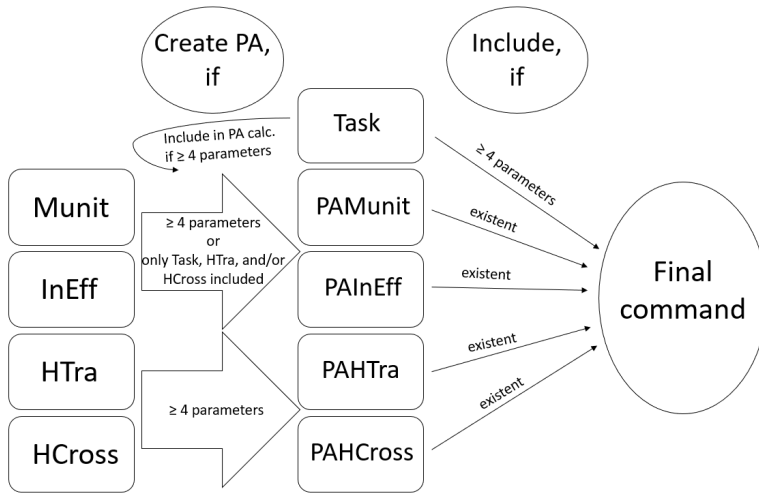 Create PA,
if
Include,
if
Task
Include in PA calc.
if ≥ 4 parameters
≥ 4 parameters
Munit
≥ 4 parameters
or
only Task, HTra, and/or
HCross included
PAMunit
existent
InEff
PAInEff
existent
Final
command
HTra
PAHTra
existent
≥ 4 parameters
HCross
PAHCross
existent